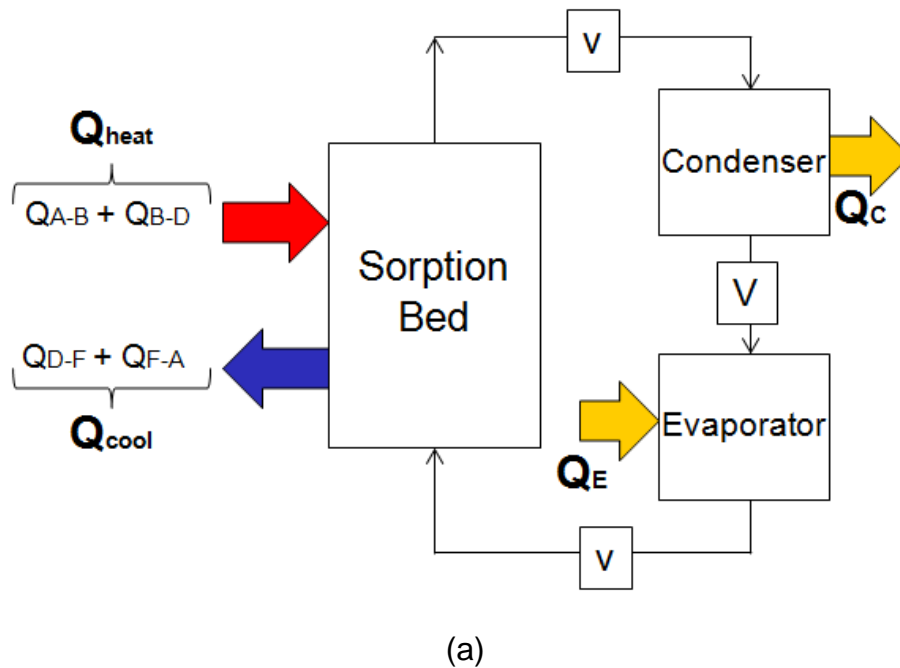 v
Qheat
QA-B + QB-D
Condenser
QC
Sorption
Bed
V
QD-F + QF-A
Qcool
Evaporator
QE
v
(a)